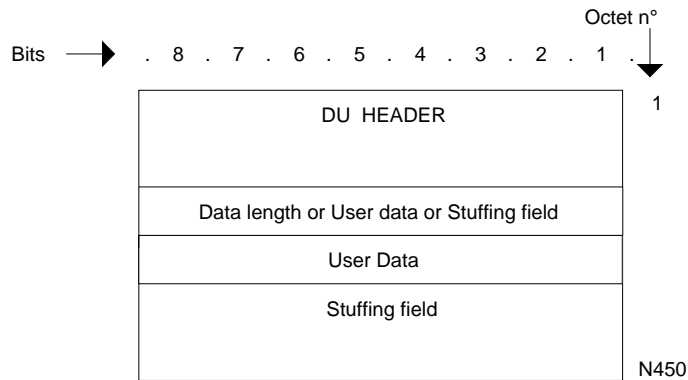 Octet n°
Bits . 8 . 7 . 6 . 5 . 4 . 3 . 2 . 1 .
1
DU HEADER
Data length or User data or Stuffing field
User Data
Stuffing field
N450